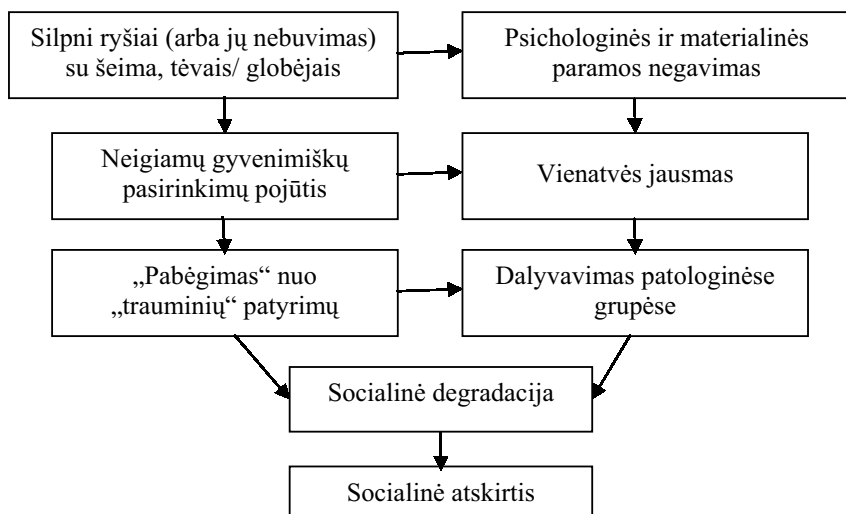 Silpni ryšiai (arba jų nebuvimas)
su šeima, tėvais/ globėjais
Psichologinės ir materialinės
paramos negavimas
Neigiamų gyvenimiškų
pasirinkimų pojūtis
Vienatvės jausmas
„Pabėgimas“ nuo
„trauminių“ patyrimų
Dalyvavimas patologinėse
grupėse
Socialinė degradacija
Socialinė atskirtis